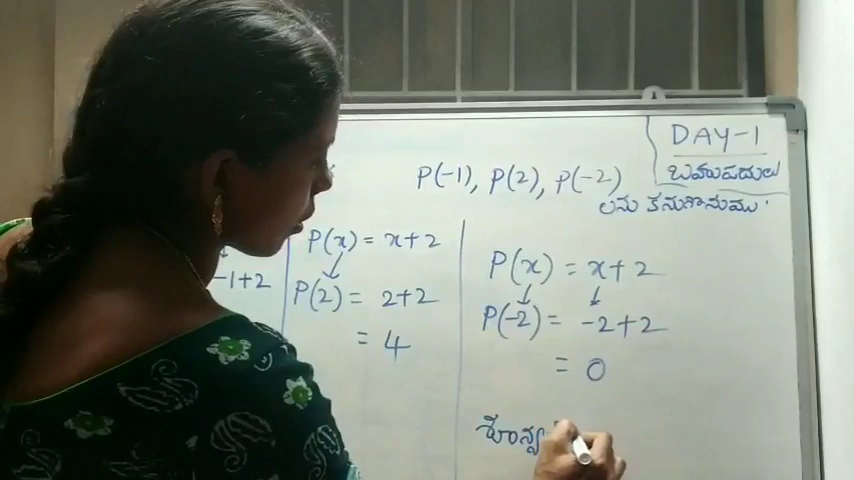 DAY-1
బహుపదులు
P(-1), P(2), P(-2)
లను కనుగొనుము.
-1+2
P(x) = x+2
P(2) = 2+2
= 4
P(x) = x+2
P(-2) = -2+2
= 0
శూన్య